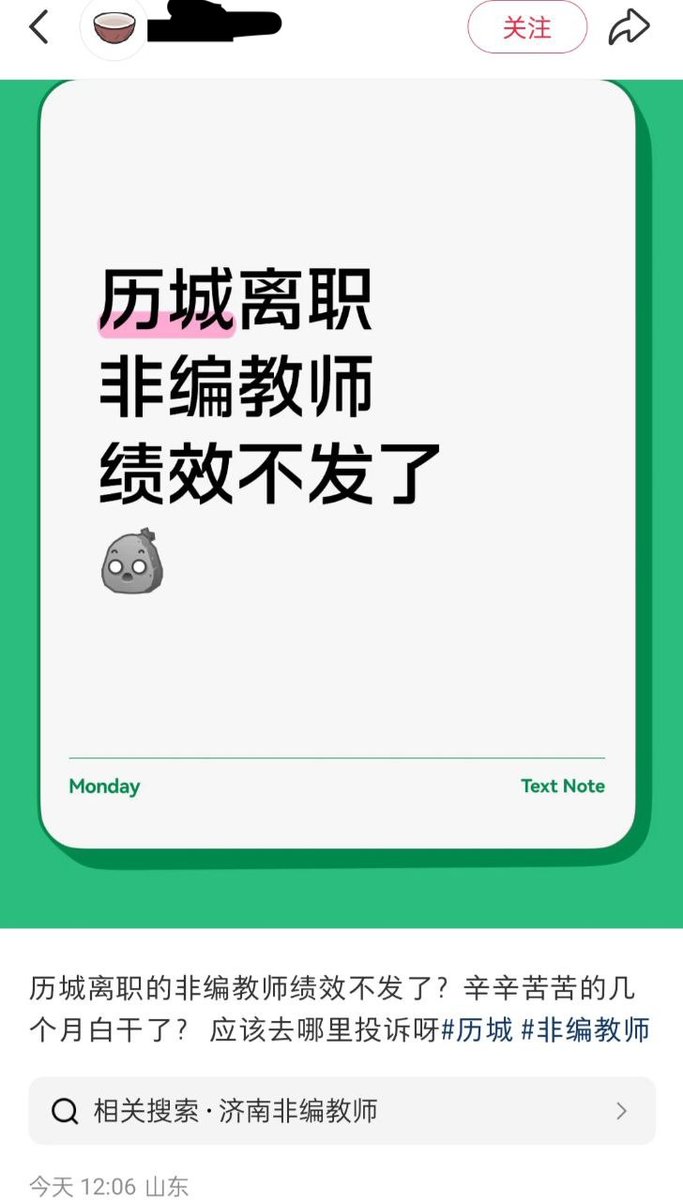 关注
历城离职
非编教师
绩效不发了
Monday
Text Note
历城离职的非编教师绩效不发了？辛辛苦苦的几
个月白干了？ 应该去哪里投诉呀#历城 #非编教师
相关搜索·济南非编教师
今天 12:06 山东